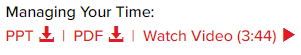 Managing Your Time:
PPT | PDF | Watch Video (3:44)